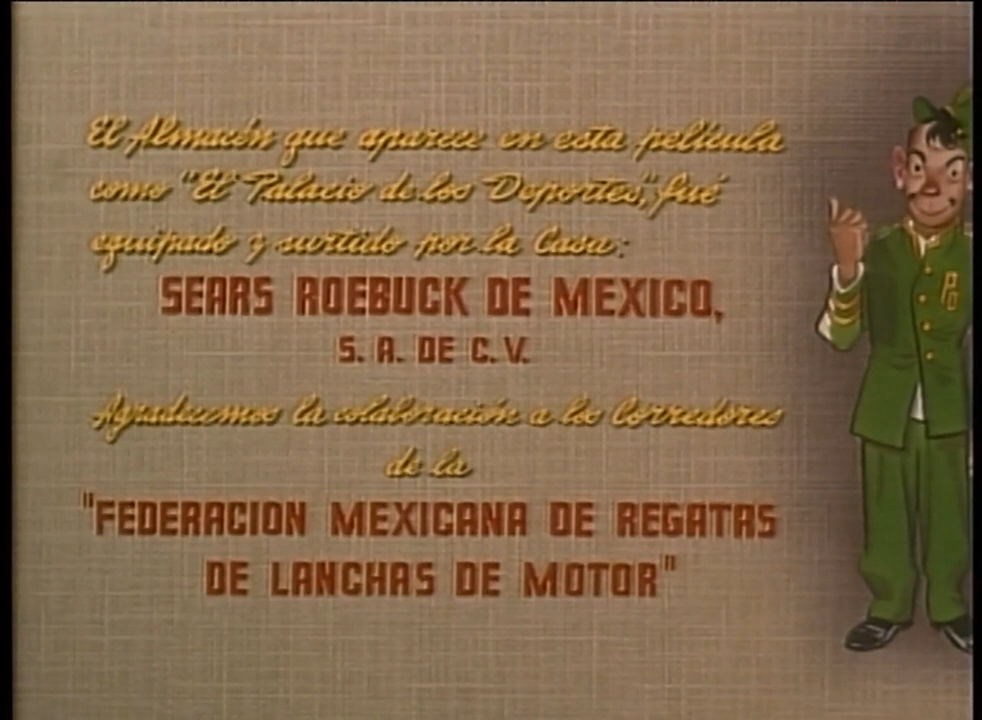 El Almacén que aparece en esta película
como "El Palacio de los Deportes", fué
equipado y surtido por la Casa:
SEARS ROEBUCK DE MEXICO,
S. A. DE C. V.
Agradecemos la colaboración a los Corredores
de la
"FEDERACION MEXICANA DE REGATAS
DE LANCHAS DE MOTOR"
PD